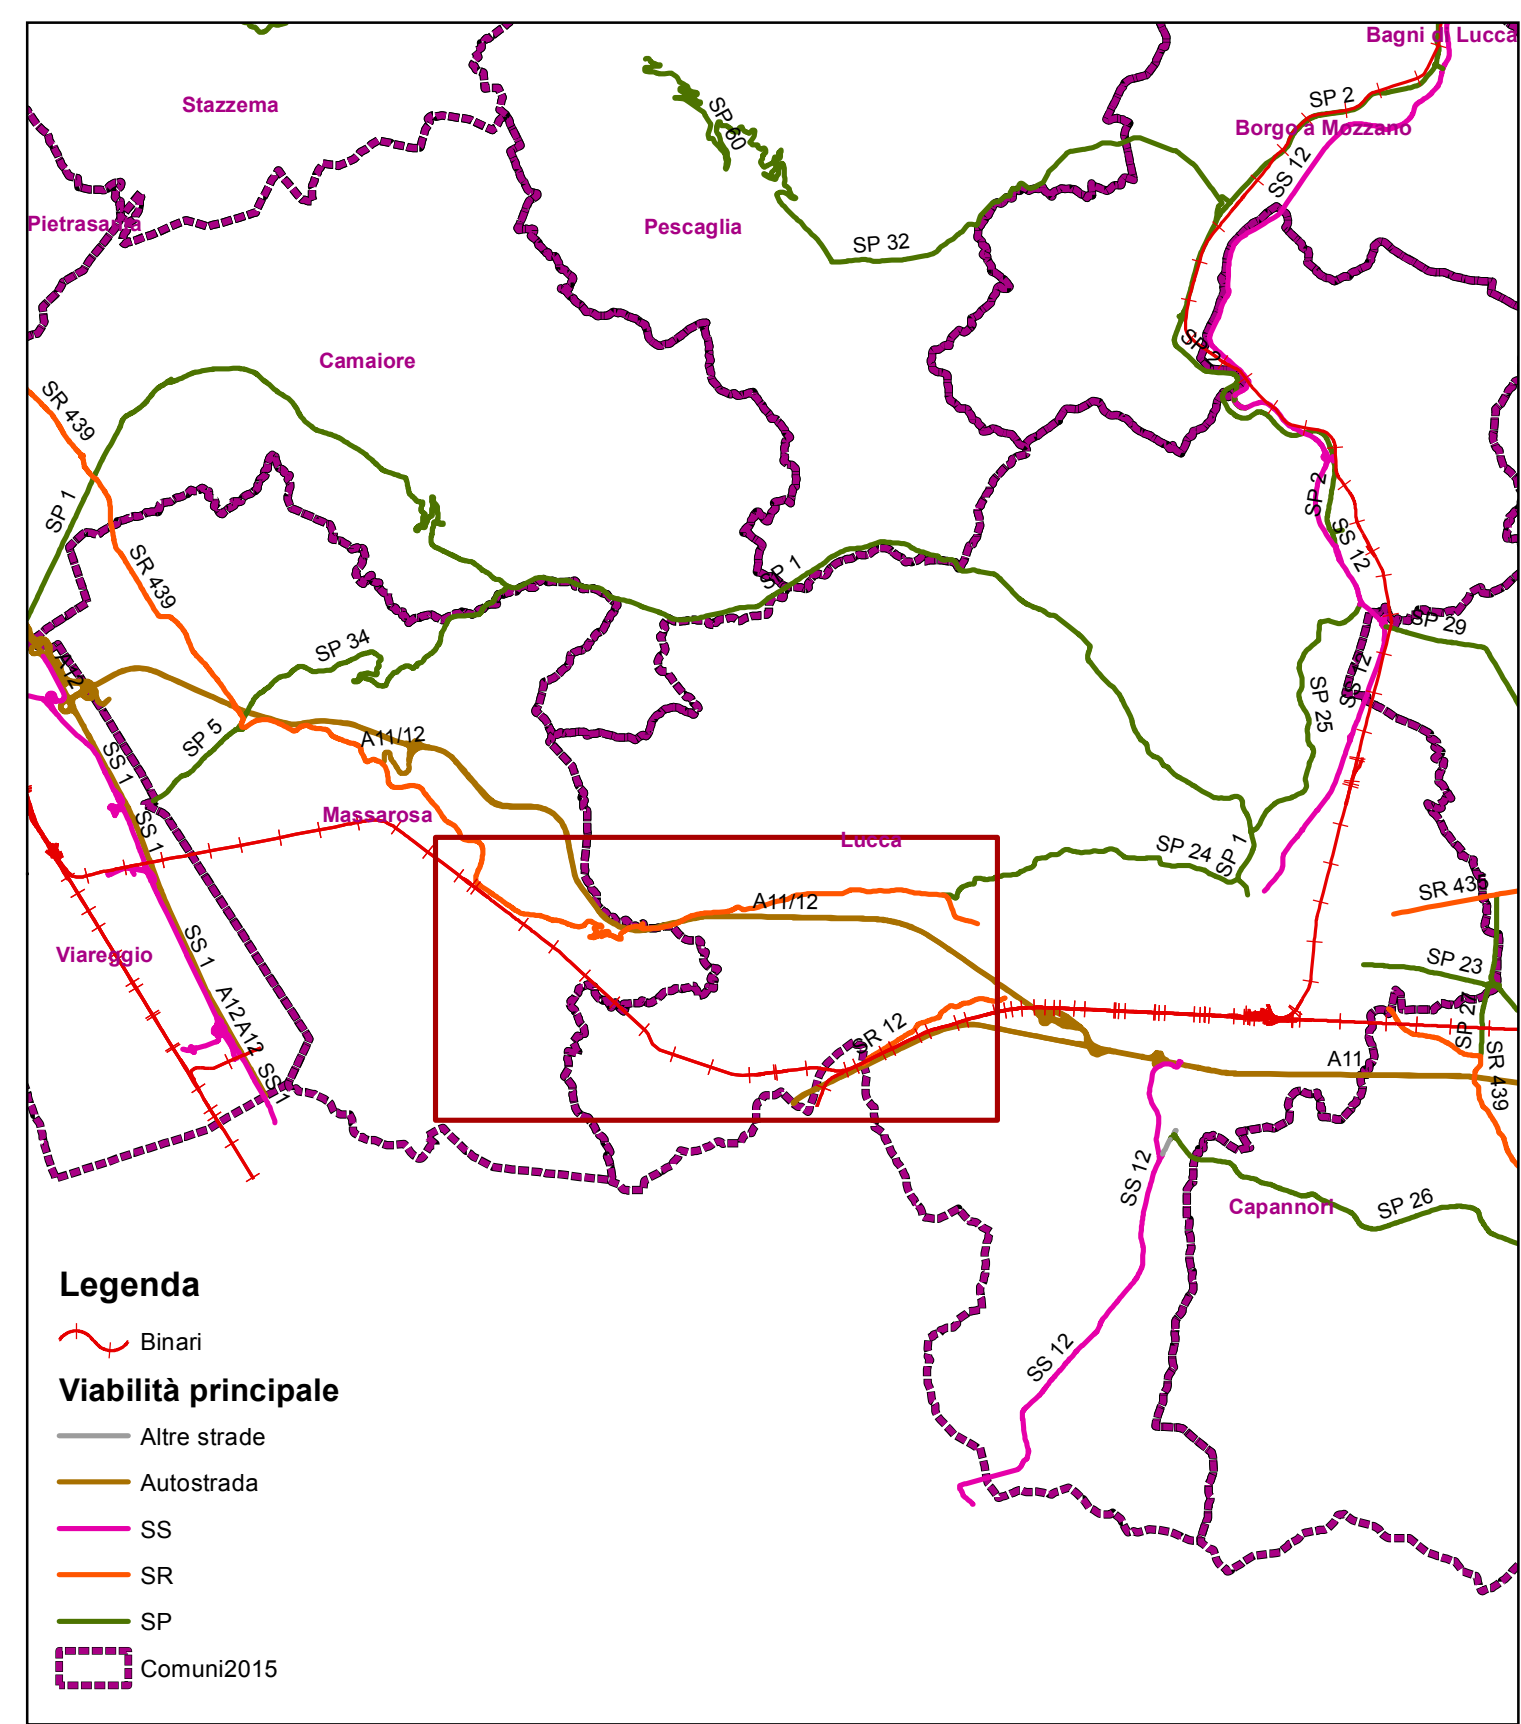 Bagni di Lucca
Stazzema
SP 2
SP 60
Borgo a Mozzano
SS 12
Pietrasanta
Pescaglia
SP 32
SP 2
Camaiore
SR 439
SP 1
SP 2
SS 12
SR 439
SP 1
SP 29
SP 34
A12
SS 12
SP 25
SP 5
A11/12
SS 1
Massarosa
SS 1
Lucca
SP 24
SP 1
SR 43
A11/12
SS 1
Viareggio
SP 23
A12
A12
SR 12
SP 2
SS 1
A11
SR 439
SS 12
Capannori
SP 26
SS 12
Legenda
Binari
Viabilità principale
Altre strade
Autostrada
SS
SR
SP
Comuni2015